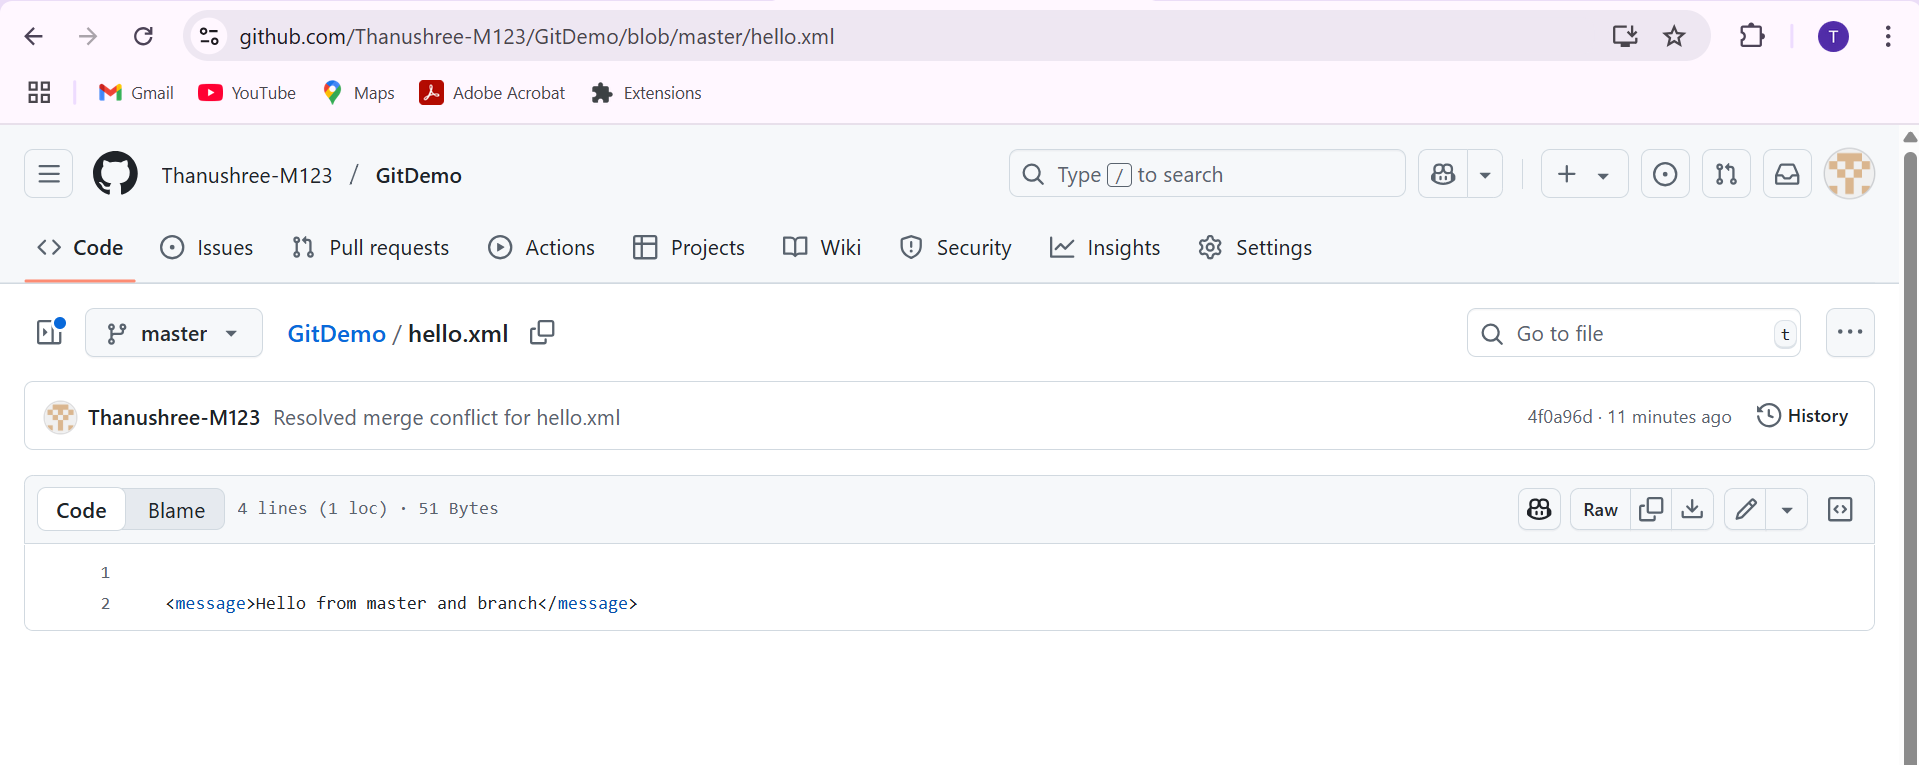 github.com/Thanushree-M123/GitDemo/blob/master/hello.xml
T
Gmail YouTube Maps Adobe Acrobat Extensions
Thanushree-M123 / GitDemo Type / to search
Code Issues Pull requests Actions Projects Wiki Security Insights Settings
master GitDemo / hello.xml Go to file t
Thanushree-M123 Resolved merge conflict for hello.xml 4f0a96d · 11 minutes ago History
Code Blame 4 lines (1 loc) · 51 Bytes Raw
1
2 <message>Hello from master and branch</message>